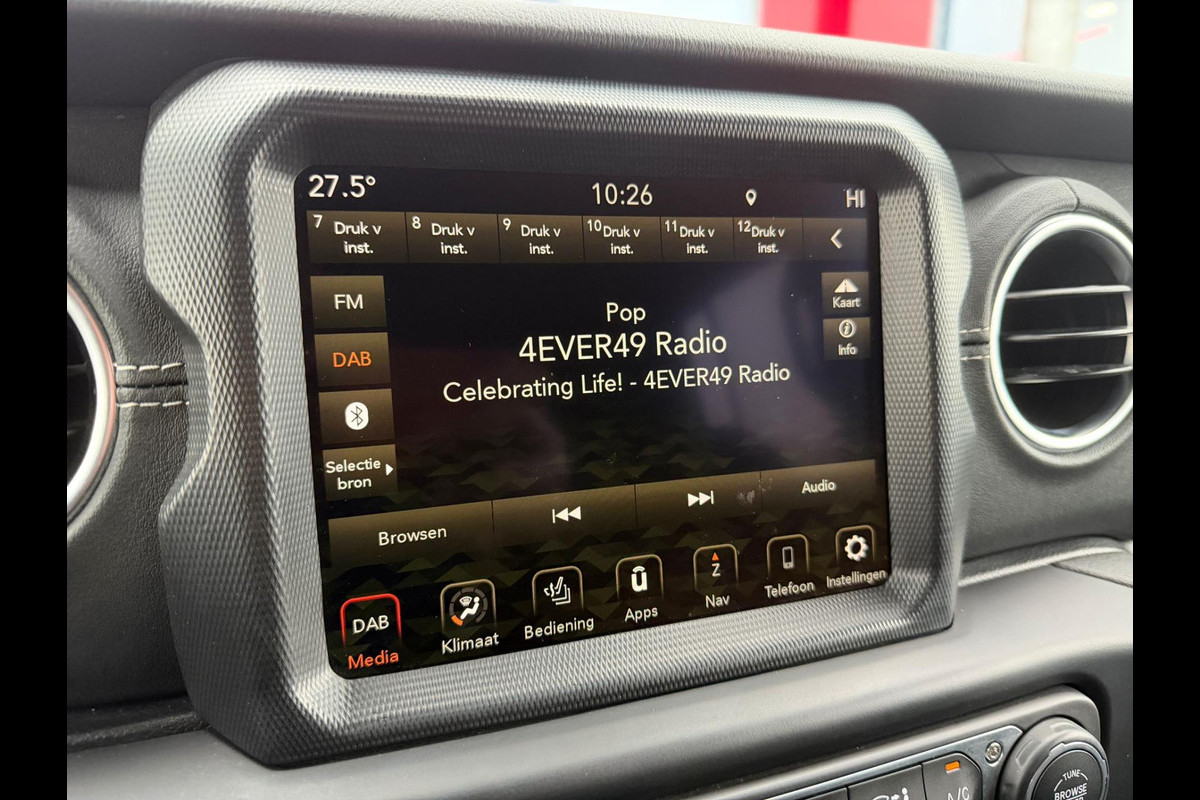 27.5° 10:26 HI
7 Druk v
inst.
8 Druk v
inst.
9 Druk v
inst.
10 Druk v
inst.
11 Druk v
inst.
12 Druk v
inst.
FM
DAB
Selectie
bron
Pop
4EVER49 Radio
Celebrating Life! - 4EVER49 Radio
Kaart
Info
Browsen
Audio
DAB
Media
Klimaat
Bediening
Apps
Z
Nav
Telefoon
Instellingen
A/C
TUNE
BROWSE